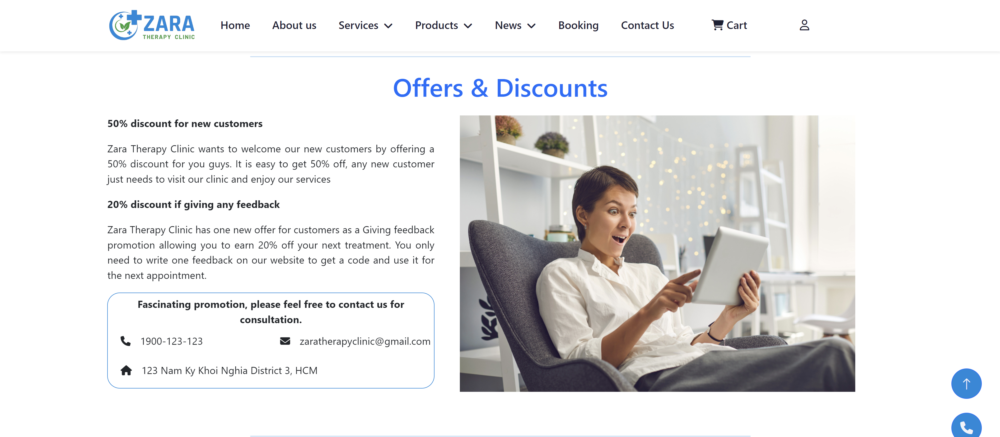 ZARA
THERAPY CLINIC
Home
About us
Services
Products
News
Booking
Contact Us
Cart
Offers & Discounts
50% discount for new customers
Zara Therapy Clinic wants to welcome our new customers by offering a
50% discount for you guys. It is easy to get 50% off, any new customer
just needs to visit our clinic and enjoy our services
20% discount if giving any feedback
Zara Therapy Clinic has one new offer for customers as a Giving feedback
promotion allowing you to earn 20% off your next treatment. You only
need to write one feedback on our website to get a code and use it for
the next appointment.
Fascinating promotion, please feel free to contact us for
consultation.
1900-123-123
zaratherapyclinic@gmail.com
123 Nam Ky Khoi Nghia District 3, HCM